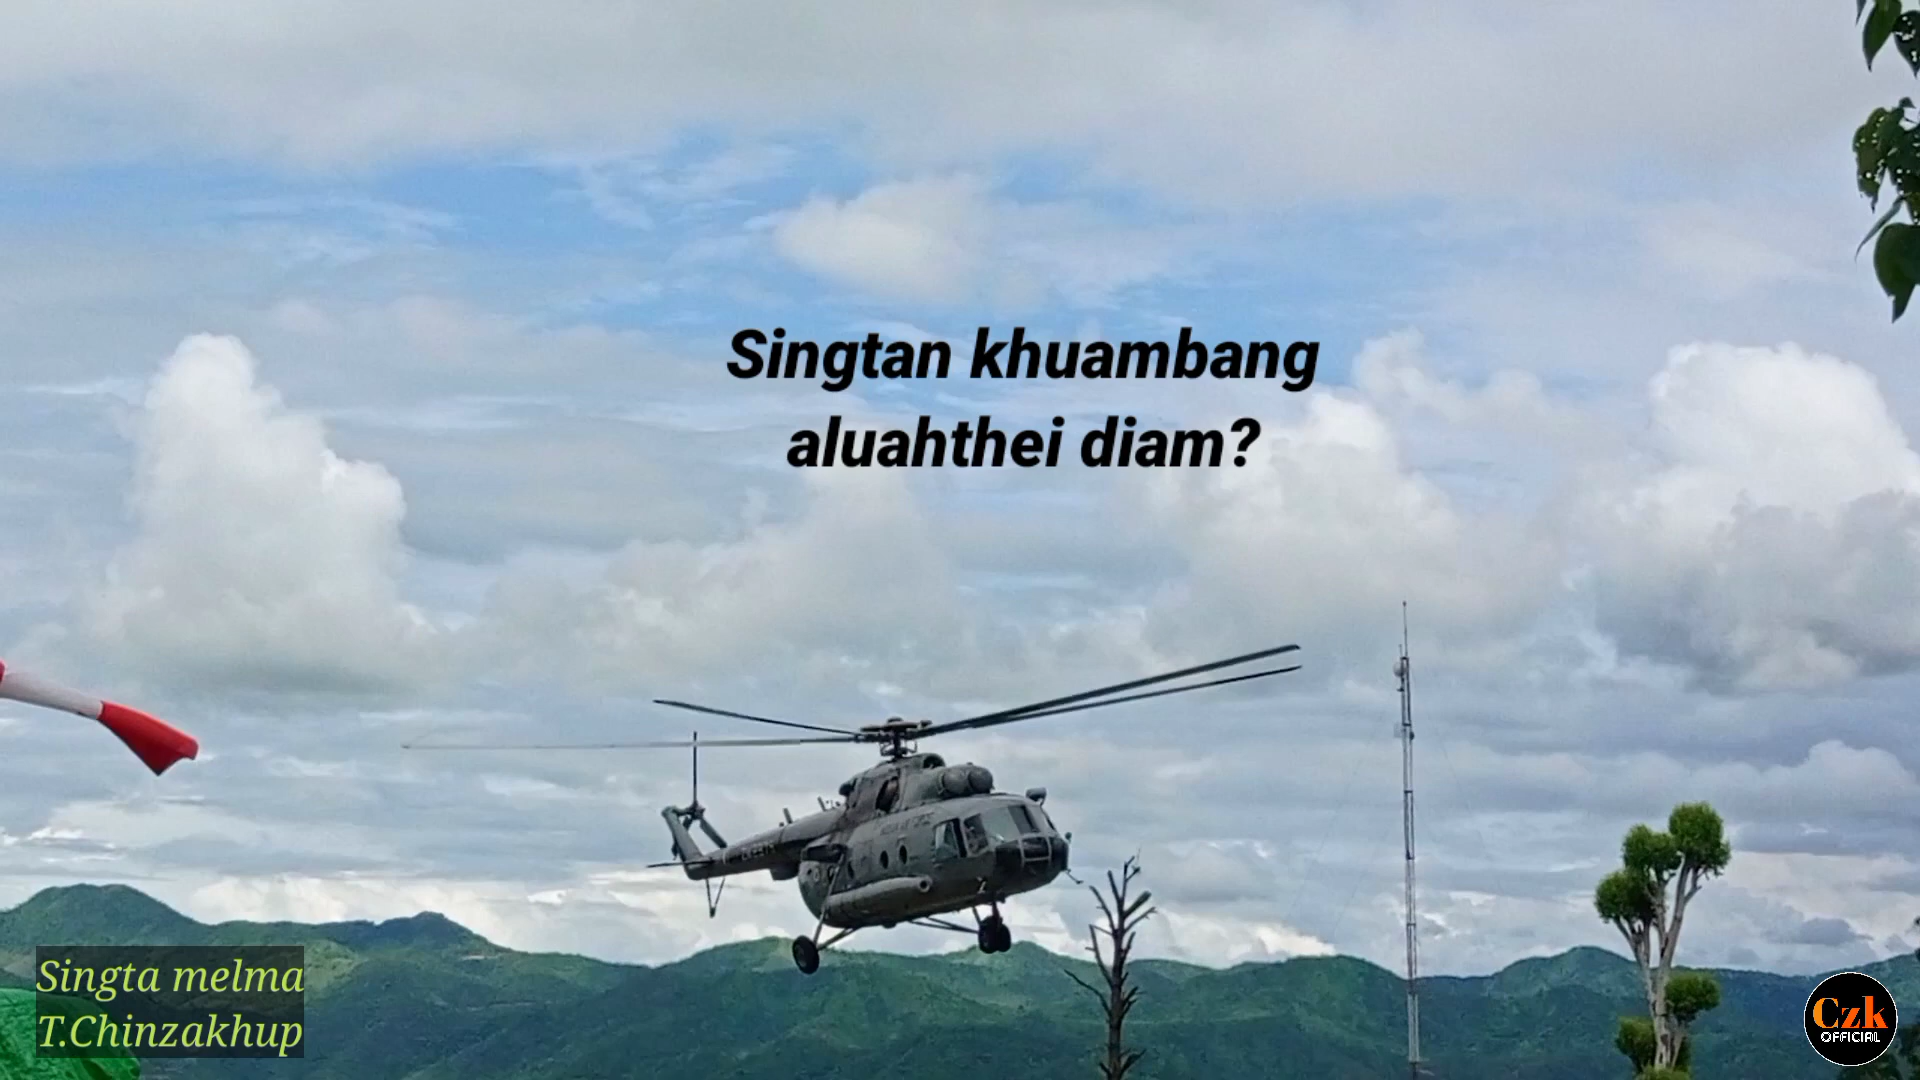 Singtan khuambang
aluahthei diam?
Singta melma
T.Chinzakhup
Czk
OFFICIAL